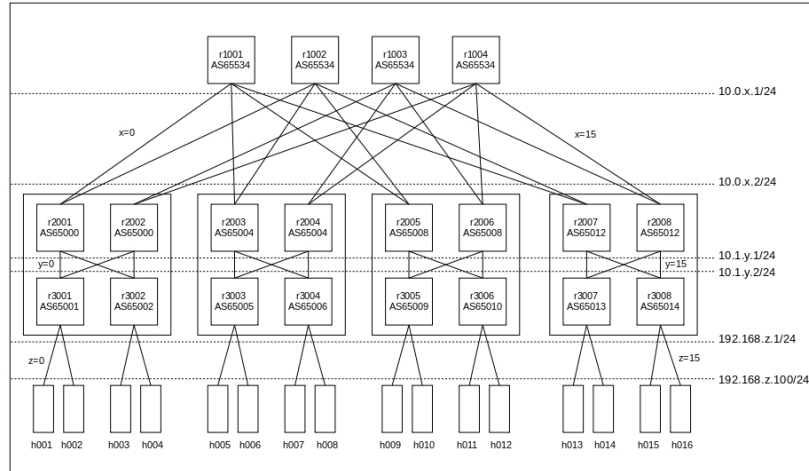 r1001
AS65534
r1002
AS65534
r1003
AS65534
r1004
AS65534
10.0.x.1/24
x=0
x=15
10.0.x.2/24
r2001
AS65000
r2002
AS65000
r2003
AS65004
r2004
AS65004
r2005
AS65008
r2006
AS65008
r2007
AS65012
r2008
AS65012
10.1.y.1/24
y=0
y=15
10.1.y.2/24
r3001
AS65001
r3002
AS65002
r3003
AS65005
r3004
AS65006
r3005
AS65009
r3006
AS65010
r3007
AS65013
r3008
AS65014
192.168.z.1/24
z=0
z=15
192.168.z.100/24
h001
h002
h003
h004
h005
h006
h007
h008
h009
h010
h011
h012
h013
h014
h015
h016